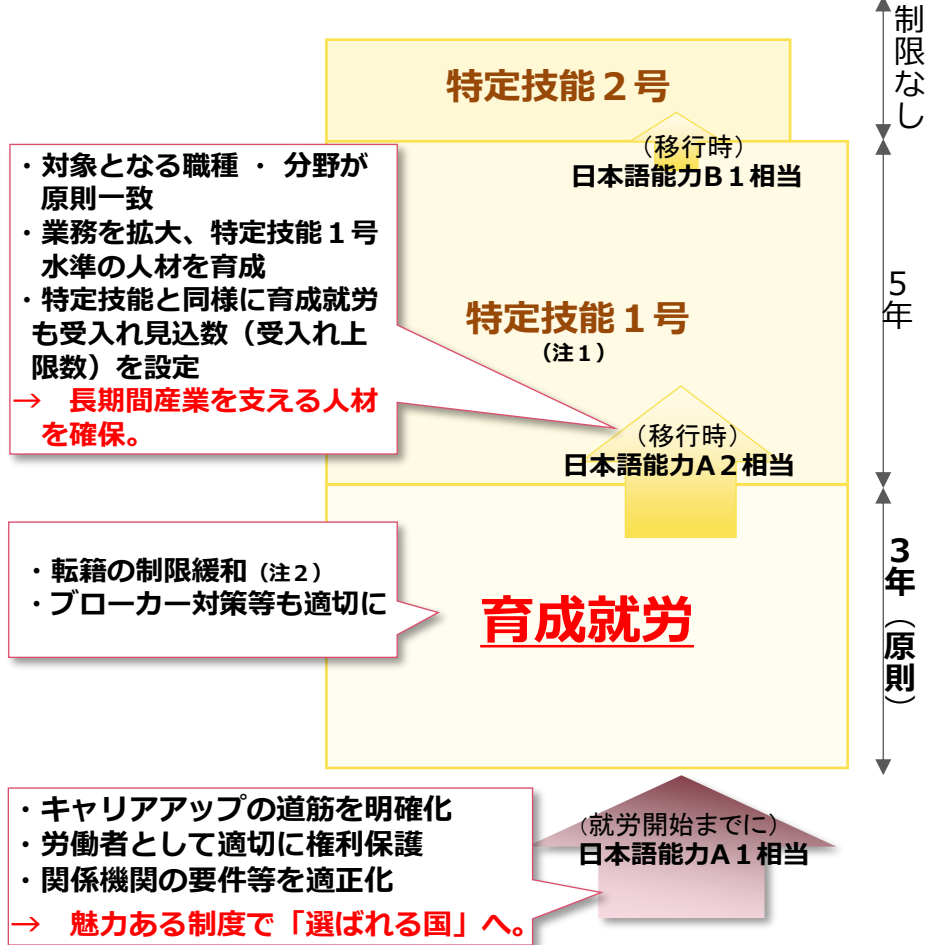 制限なし
特定技能２号
（移行時）
日本語能力B１相当
・対象となる職種 ・ 分野が
原則一致
・業務を拡大、特定技能１号
水準の人材を育成
・特定技能と同様に育成就労
も受入れ見込数（受入れ上
限数）を設定
→　長期間産業を支える人材
を確保。
5年
特定技能１号
（注１）
（移行時）
日本語能力A２相当
・転籍の制限緩和（注２）
・ブローカー対策等も適切に
育成就労
3年（原則）
・キャリアアップの道筋を明確化
・労働者として適切に権利保護
・関係機関の要件等を適正化
→　魅力ある制度で「選ばれる国」へ。
（就労開始までに）
日本語能力A１相当